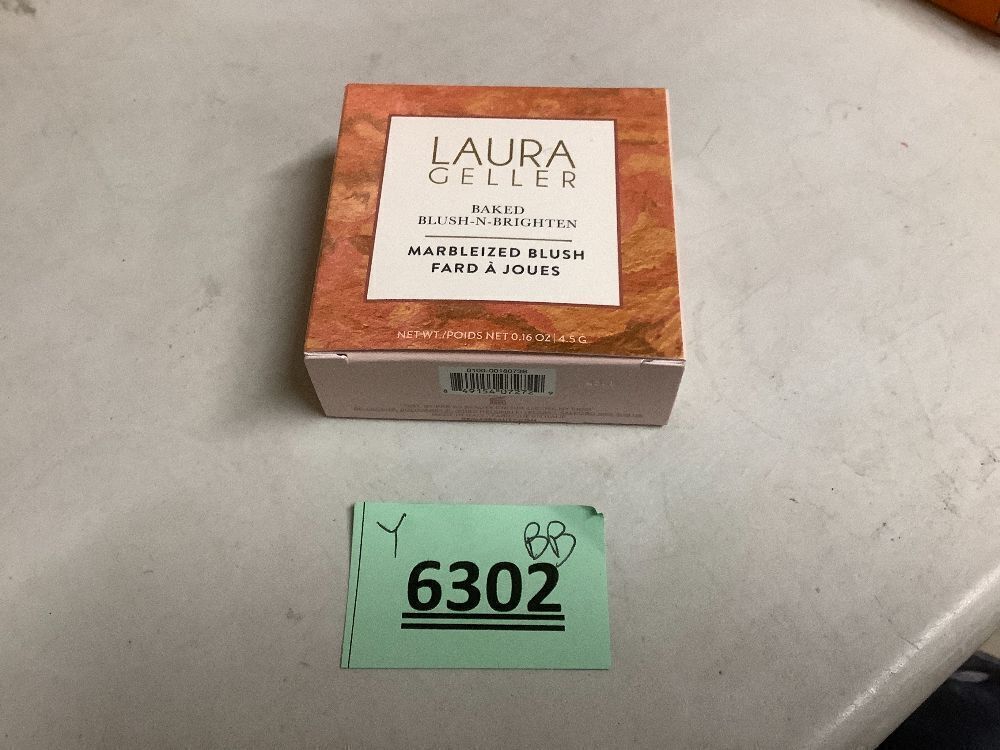 LAURA
GELLER
BAKED
BLUSH-N-BRIGHTEN
MARBLEIZED BLUSH
FARD À JOUES
NET WT./POIDS NET 0.16 OZ | 4.5 G
Y BB
6302